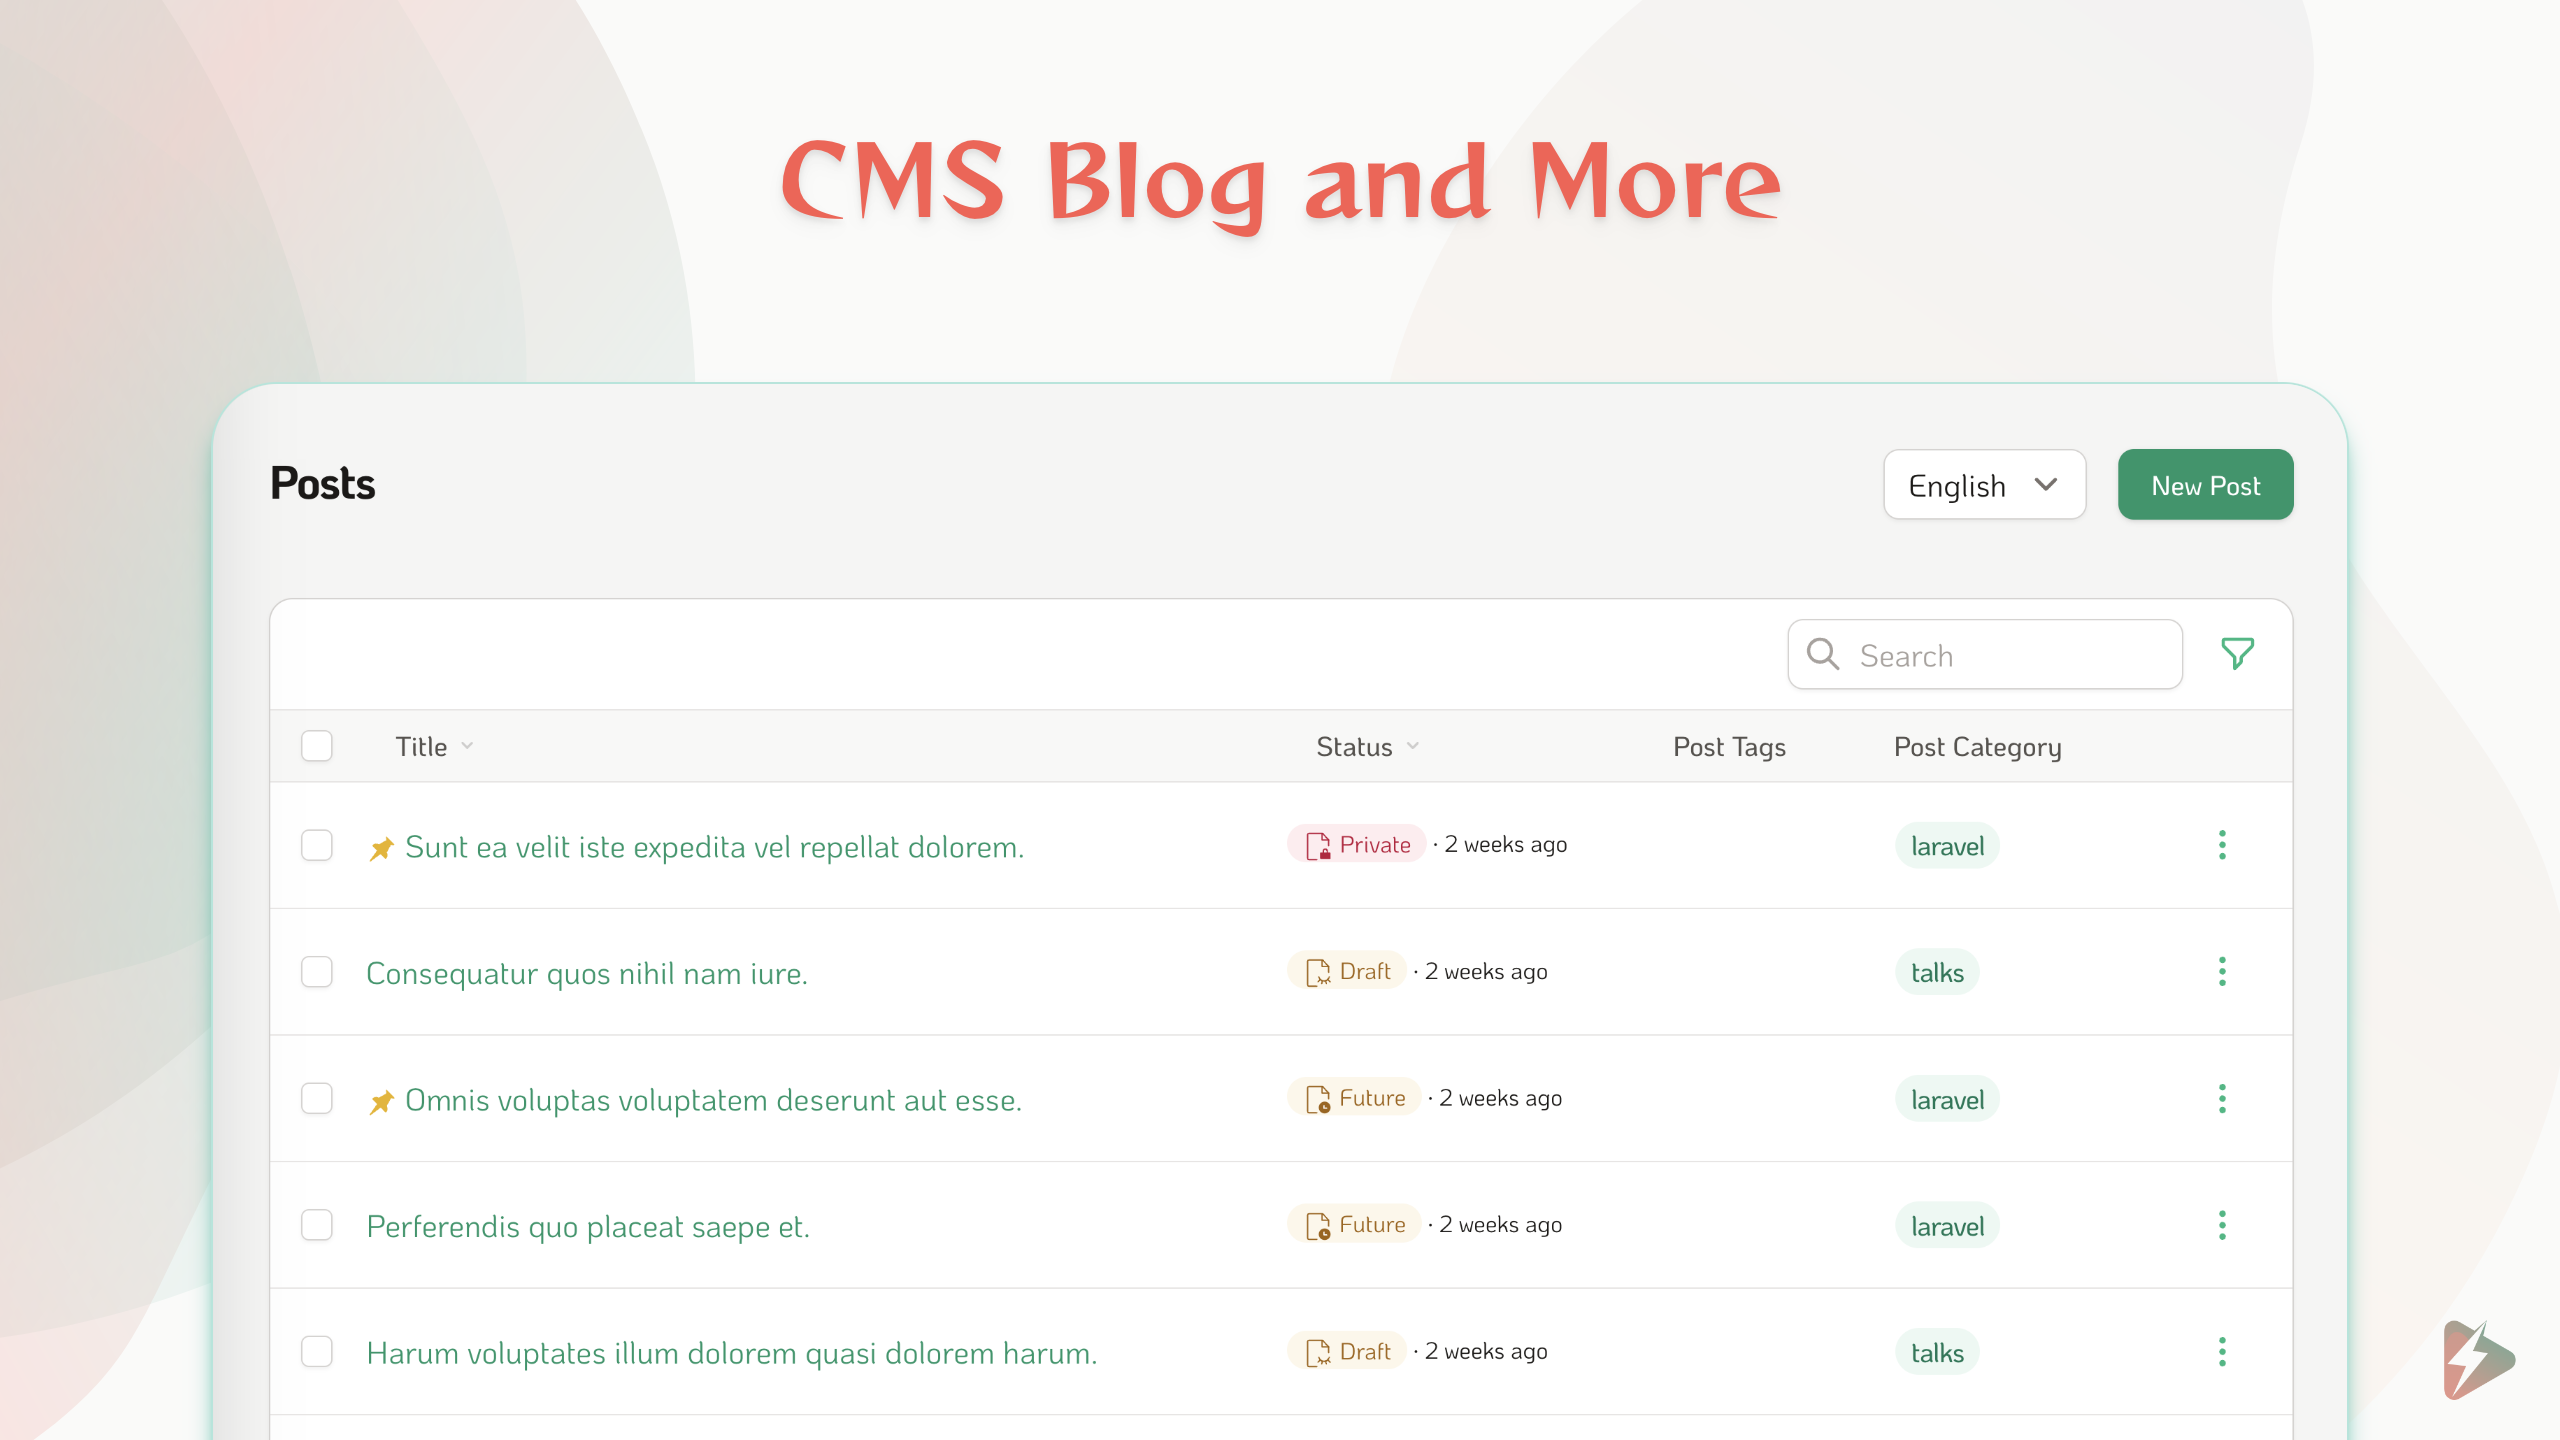 CMS Blog and More
Posts
English
New Post
Search
Title
Status
Post Tags
Post Category
Sunt ea velit iste expedita vel repellat dolorem.
Private · 2 weeks ago
laravel
Consequatur quos nihil nam iure.
Draft · 2 weeks ago
talks
Omnis voluptas voluptatem deserunt aut esse.
Future · 2 weeks ago
laravel
Perferendis quo placeat saepe et.
Future · 2 weeks ago
laravel
Harum voluptates illum dolorem quasi dolorem harum.
Draft · 2 weeks ago
talks